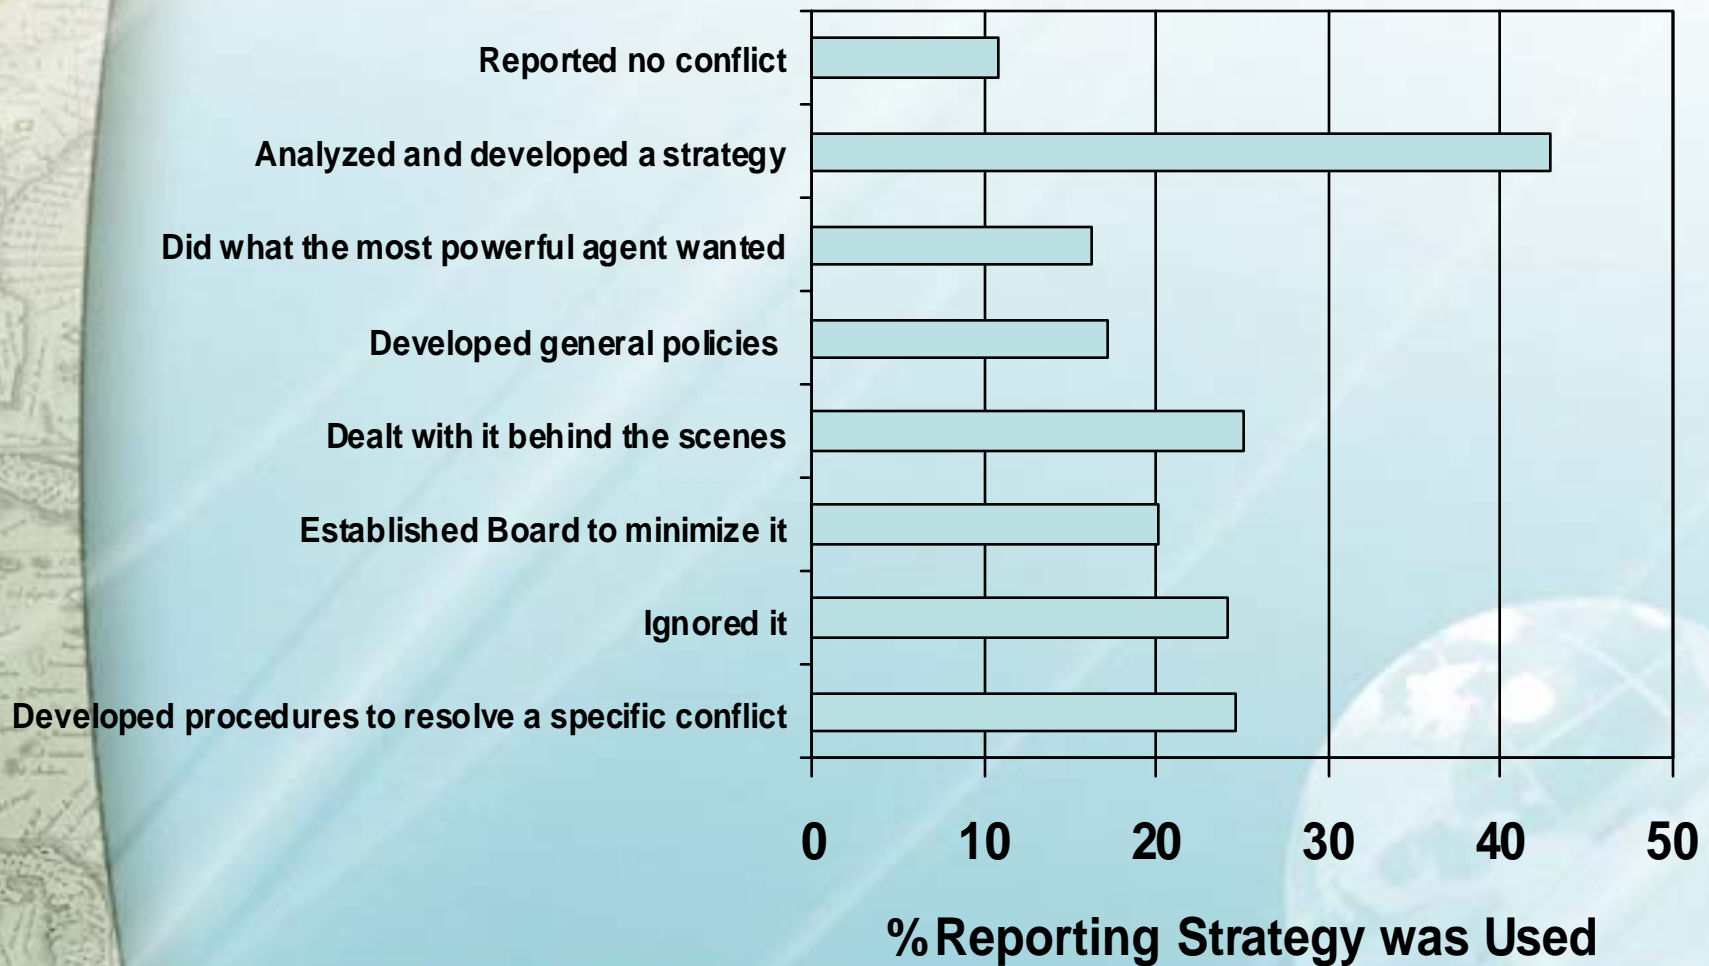 Reported no conflict
Analyzed and developed a strategy
Did what the most powerful agent wanted
Developed general policies
Dealt with it behind the scenes
Established Board to minimize it
Ignored it
Developed procedures to resolve a specific conflict
0 10 20 30 40 50
% Reporting Strategy was Used